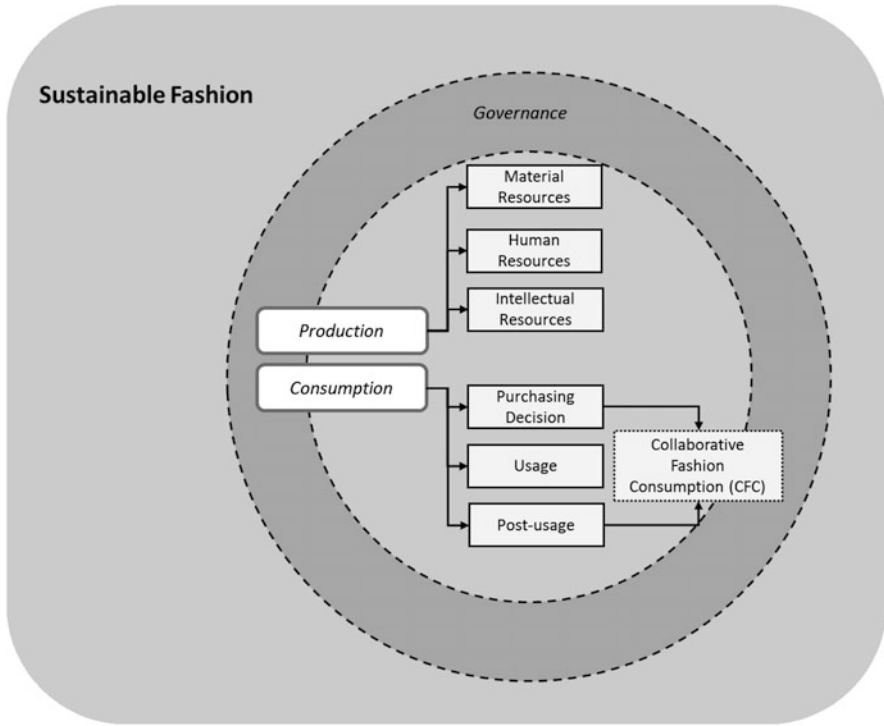 Sustainable Fashion
Governance
Material
Resources
Human
Resources
Intellectual
Resources
Production
Consumption
Purchasing
Decision
Usage
Post-usage
Collaborative
Fashion
Consumption (CFC)